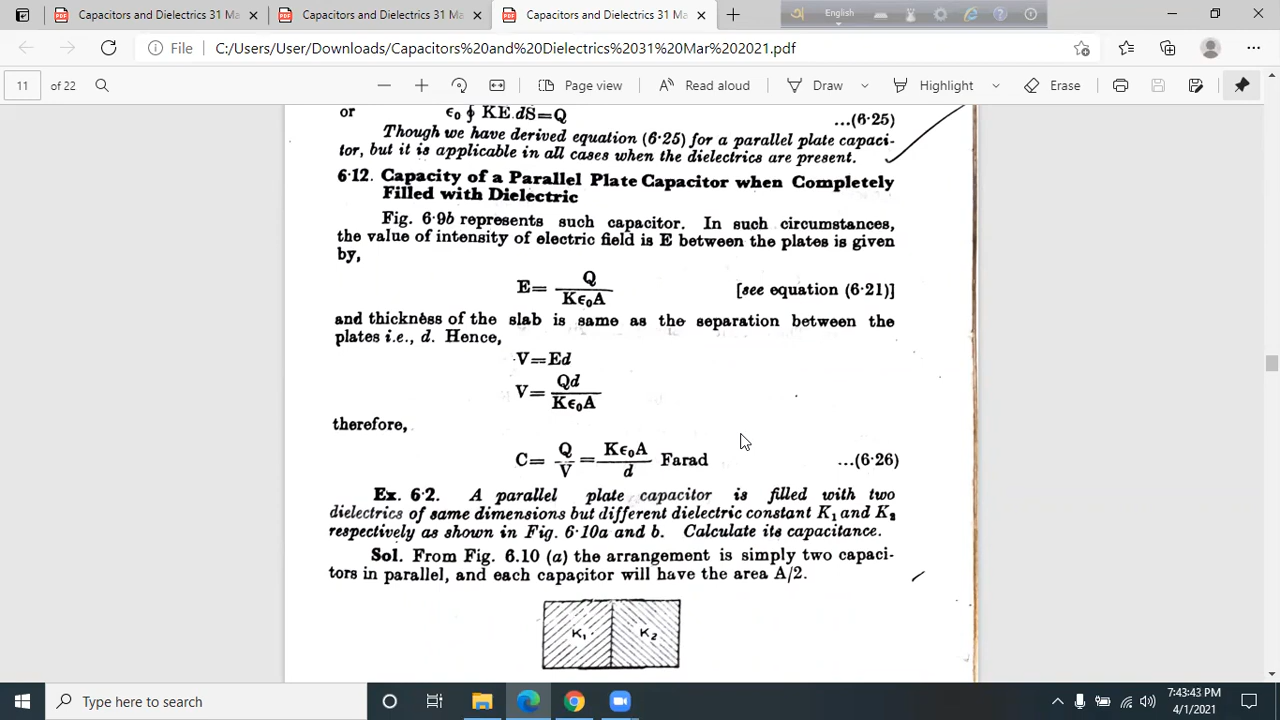 Capacitors and Dielectrics 31 Ma
Capacitors and Dielectrics 31 Ma
Capacitors and Dielectrics 31 Ma
English
File
C:/Users/User/Downloads/Capacitors%20and%20Dielectrics%2031%20Mar%202021.pdf
11 of 22
Page view
Read aloud
Draw
Highlight
Erase
or ϵ₀ ∮ KE.dS=Q ...(6·25)
Though we have derived equation (6·25) for a parallel plate capaci-
tor, but it is applicable in all cases when the dielectrics are present.
6·12. Capacity of a Parallel Plate Capacitor when Completely
Filled with Dielectric
Fig. 6·9b represents such capacitor. In such circumstances,
the value of intensity of electric field is E between the plates is given
by,
E= Q/Kϵ₀A [see equation (6·21)]
and thickness of the slab is same as the separation between the
plates i.e., d. Hence,
V=Ed
V= Qd/Kϵ₀A
therefore,
C= Q/V = Kϵ₀A/d Farad ...(6·26)
Ex. 6·2. A parallel plate capacitor is filled with two
dielectrics of same dimensions but different dielectric constant K₁ and K₂
respectively as shown in Fig. 6·10a and b. Calculate its capacitance.
Sol. From Fig. 6.10 (a) the arrangement is simply two capaci-
tors in parallel, and each capacitor will have the area A/2.
K₁ K₂
Type here to search
7:43:43 PM
4/1/2021